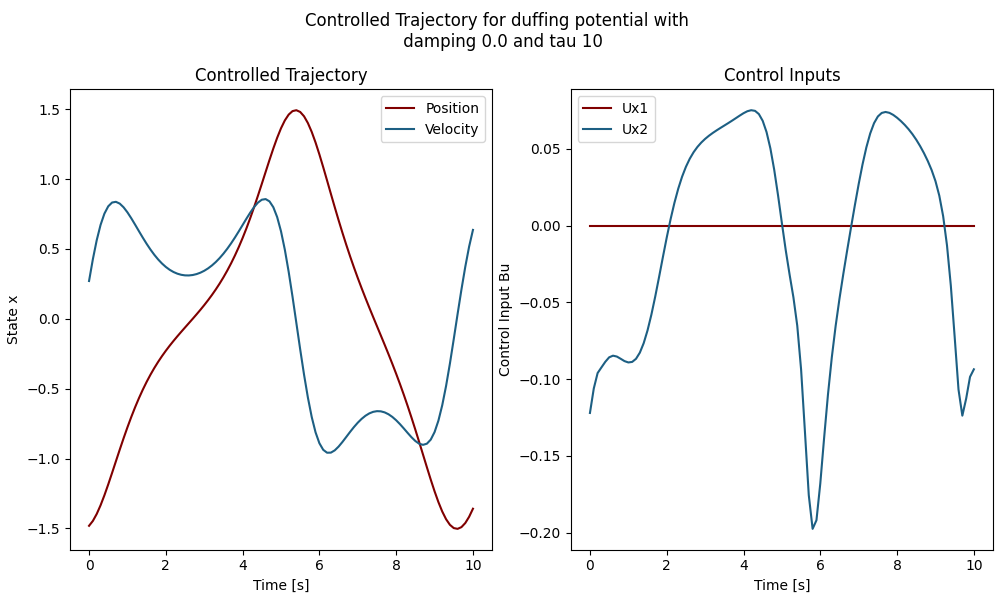 Controlled Trajectory for duffing potential with
damping 0.0 and tau 10
Controlled Trajectory
State x
1.5
1.0
0.5
0.0
−0.5
−1.0
−1.5
Position
Velocity
0 2 4 6 8 10
Time [s]
Control Inputs
Control Input Bu
Ux1
Ux2
0.05
0.00
−0.05
−0.10
−0.15
−0.20
0 2 4 6 8 10
Time [s]